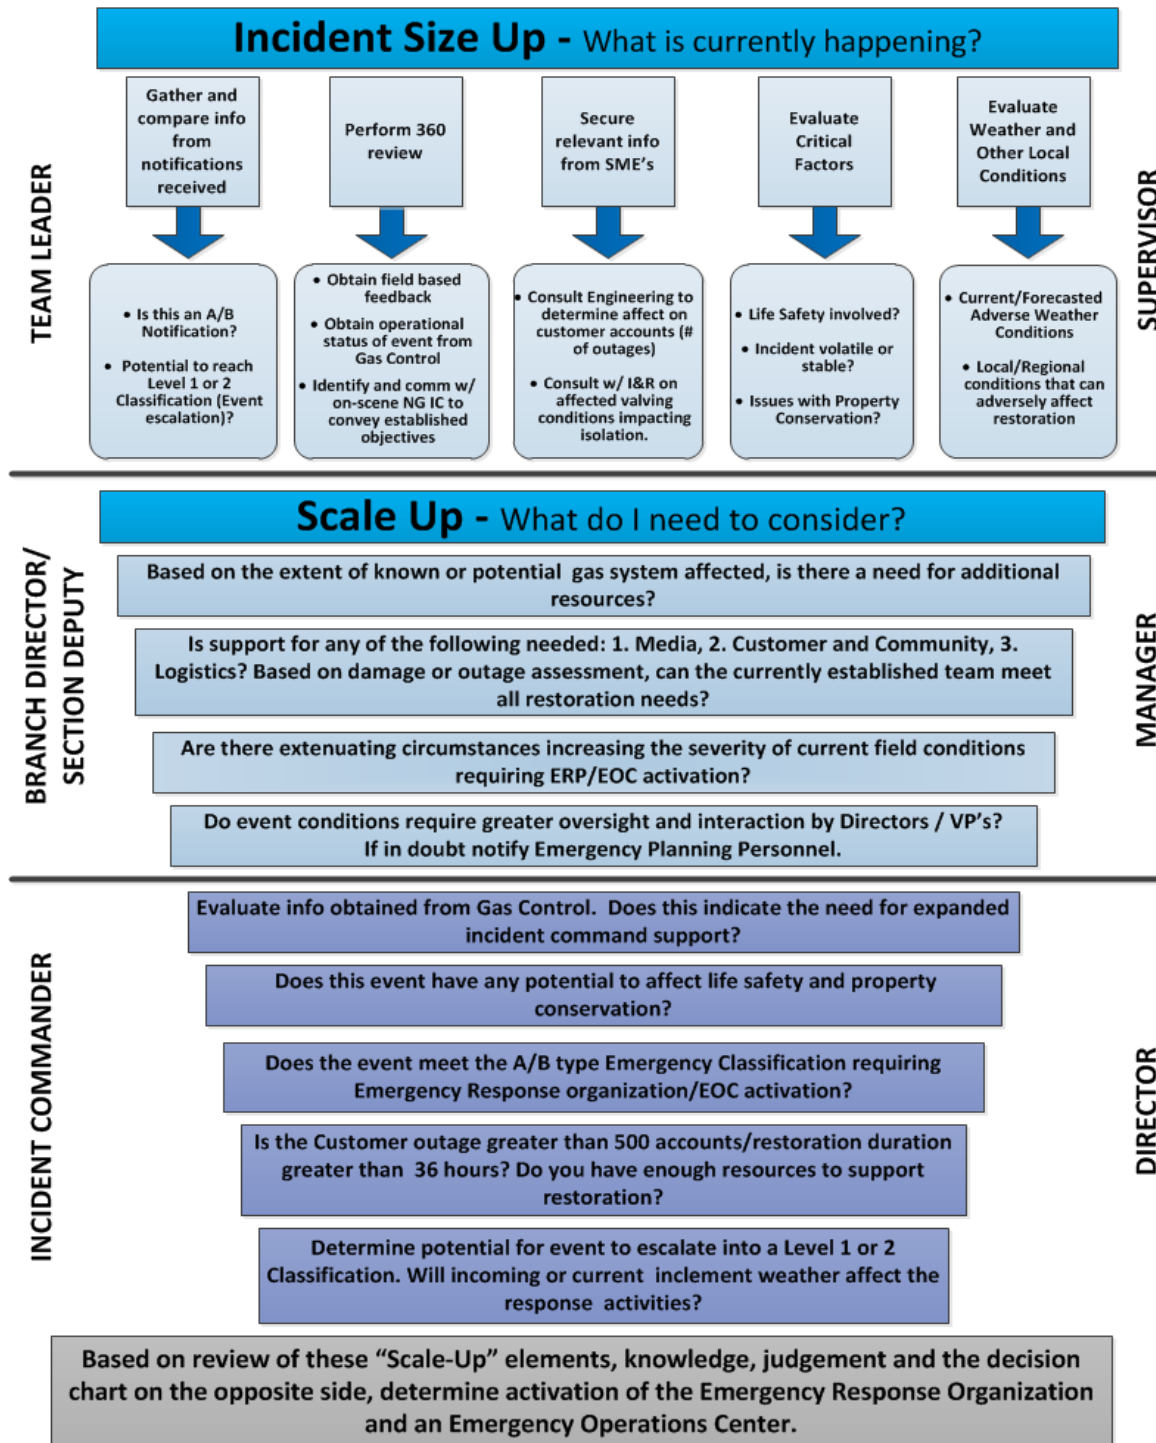 Incident Size Up - What is currently happening?
TEAM LEADER
SUPERVISOR
Gather and
compare info
from
notifications
received
Perform 360
review
Secure
relevant info
from SME's
Evaluate
Critical
Factors
Evaluate
Weather and
Other Local
Conditions
• Is this an A/B
Notification?
• Potential to reach
Level 1 or 2
Classification (Event
escalation)?
• Obtain field based
feedback
• Obtain operational
status of event from
Gas Control
• Identify and comm w/
on-scene NG IC to
convey established
objectives
• Consult Engineering to
determine affect on
customer accounts (#
of outages)
• Consult w/ I&R on
affected valving
conditions impacting
isolation.
• Life Safety involved?
• Incident volatile or
stable?
• Issues with Property
Conservation?
• Current/Forecasted
Adverse Weather
Conditions
• Local/Regional
conditions that can
adversely affect
restoration
Scale Up - What do I need to consider?
BRANCH DIRECTOR/
SECTION DEPUTY
MANAGER
Based on the extent of known or potential gas system affected, is there a need for additional
resources?
Is support for any of the following needed: 1. Media, 2. Customer and Community, 3.
Logistics? Based on damage or outage assessment, can the currently established team meet
all restoration needs?
Are there extenuating circumstances increasing the severity of current field conditions
requiring ERP/EOC activation?
Do event conditions require greater oversight and interaction by Directors / VP's?
If in doubt notify Emergency Planning Personnel.
INCIDENT COMMANDER
DIRECTOR
Evaluate info obtained from Gas Control. Does this indicate the need for expanded
incident command support?
Does this event have any potential to affect life safety and property
conservation?
Does the event meet the A/B type Emergency Classification requiring
Emergency Response organization/EOC activation?
Is the Customer outage greater than 500 accounts/restoration duration
greater than 36 hours? Do you have enough resources to support
restoration?
Determine potential for event to escalate into a Level 1 or 2
Classification. Will incoming or current inclement weather affect the
response activities?
Based on review of these “Scale-Up” elements, knowledge, judgement and the decision
chart on the opposite side, determine activation of the Emergency Response Organization
and an Emergency Operations Center.